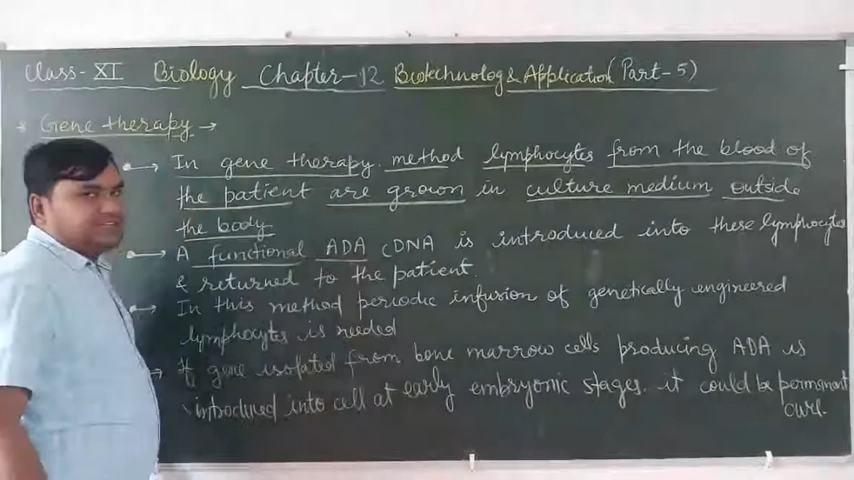 Class- XI Biology Chapter-12 Biotechnolog & Application (Part-5)
* Gene therapy →
→ In gene therapy. method lymphocytes from the blood of
the patient are grown in culture medium outside
the body
→ A functional ADA cDNA is introduced into these lymphocytes
& returned to the patient.
→ In this method periodic infusion of genetically engineered
lymphocytes is needed
→ If gene isolated from bone marrow cells producing ADA is
introduced into cell at early embryonic stages. it could be permanent
cure.